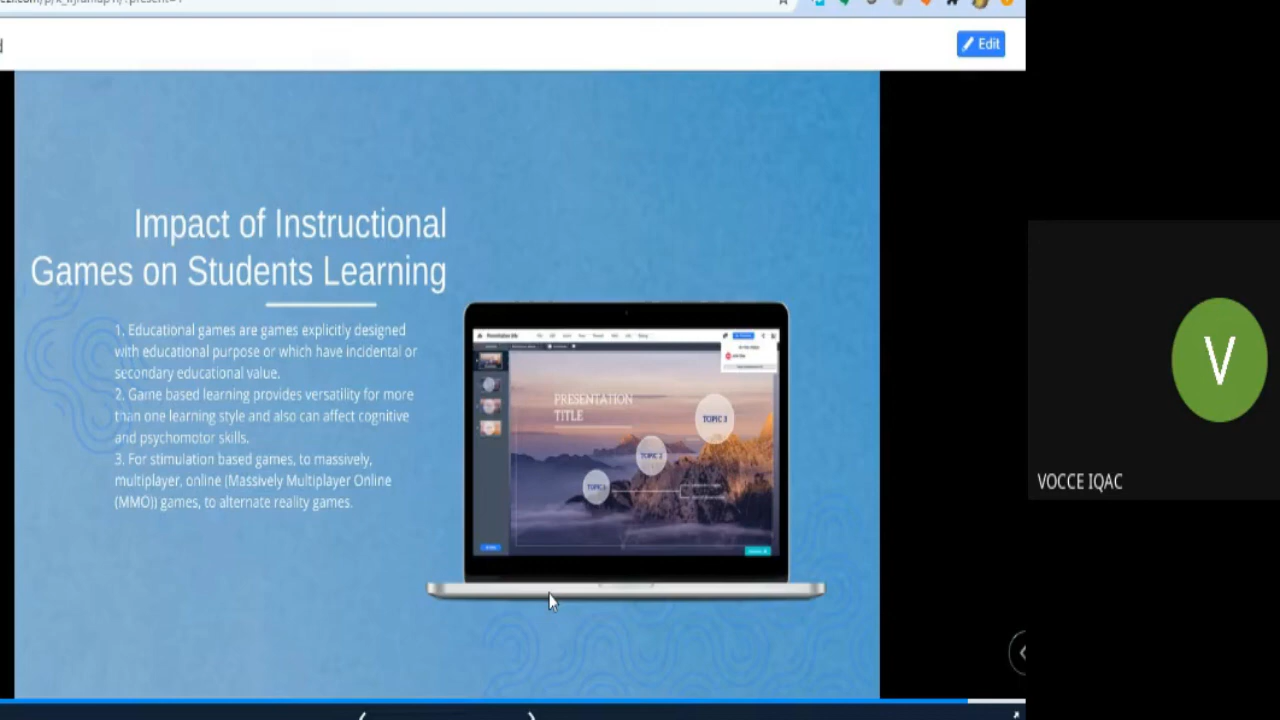 Edit
Impact of Instructional
Games on Students Learning
1. Educational games are games explicitly designed
with educational purpose or which have incidental or
secondary educational value.
2. Game based learning provides versatility for more
than one learning style and also can affect cognitive
and psychomotor skills.
3. For stimulation based games, to massively,
multiplayer, online (Massively Multiplayer Online
(MMO)) games, to alternate reality games.
PRESENTATION
TITLE
TOPIC 3
TOPIC 2
TOPIC
V
VOCCE IQAC